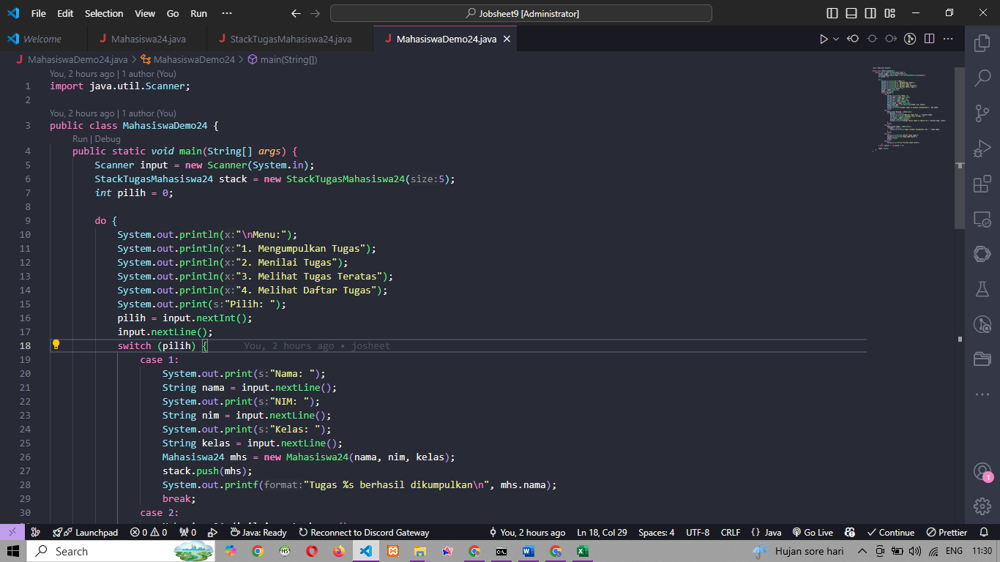 File Edit Selection View Go Run ··· Jobsheet9 [Administrator]
Welcome Mahasiswa24.java StackTugasMahasiswa24.java MahasiswaDemo24.java
MahasiswaDemo24.java > MahasiswaDemo24 > main(String[])
You, 2 hours ago | 1 author (You)
1 import java.util.Scanner;
2
You, 2 hours ago | 1 author (You)
3 public class MahasiswaDemo24 {
Run | Debug
4 public static void main(String[] args) {
5 Scanner input = new Scanner(System.in);
6 StackTugasMahasiswa24 stack = new StackTugasMahasiswa24(size:5);
7 int pilih = 0;
8
9 do {
10 System.out.println(x:"\nMenu:");
11 System.out.println(x:"1. Mengumpulkan Tugas");
12 System.out.println(x:"2. Menilai Tugas");
13 System.out.println(x:"3. Melihat Tugas Teratas");
14 System.out.println(x:"4. Melihat Daftar Tugas");
15 System.out.print(s:"Pilih: ");
16 pilih = input.nextInt();
17 input.nextLine();
18 switch (pilih) { You, 2 hours ago • josheet
19 case 1:
20 System.out.print(s:"Nama: ");
21 String nama = input.nextLine();
22 System.out.print(s:"NIM: ");
23 String nim = input.nextLine();
24 System.out.print(s:"Kelas: ");
25 String kelas = input.nextLine();
26 Mahasiswa24 mhs = new Mahasiswa24(nama, nim, kelas);
27 stack.push(mhs);
28 System.out.printf(format:"Tugas %s berhasil dikumpulkan\n", mhs.nama);
29 break;
30 case 2:
1
Launchpad 0 0 0 Java: Ready Reconnect to Discord Gateway You, 2 hours ago Ln 18, Col 29 Spaces: 4 UTF-8 CRLF {} Java Go Live Continue Prettier
Search Hujan sore hari ENG 11:30